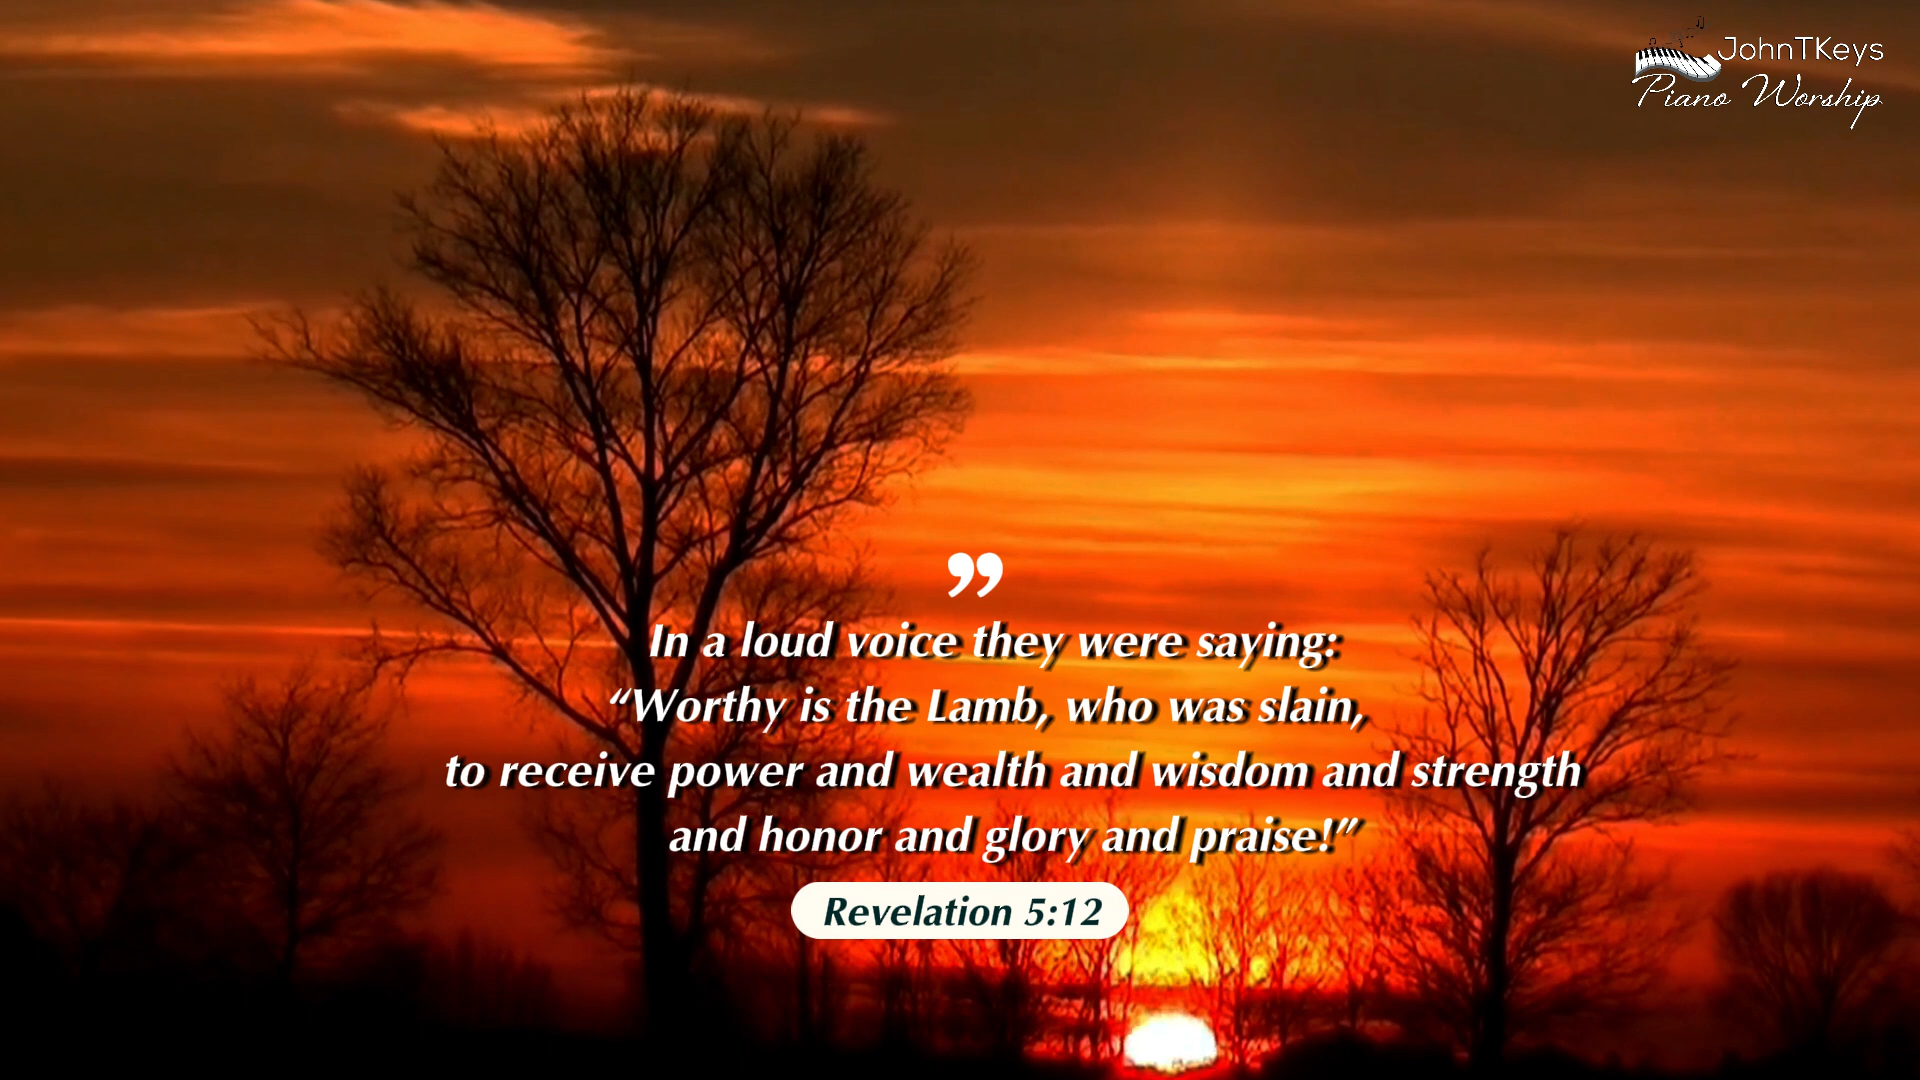 JohnTKeys
Piano Worship
”
In a loud voice they were saying:
“Worthy is the Lamb, who was slain,
to receive power and wealth and wisdom and strength
and honor and glory and praise!”
Revelation 5:12